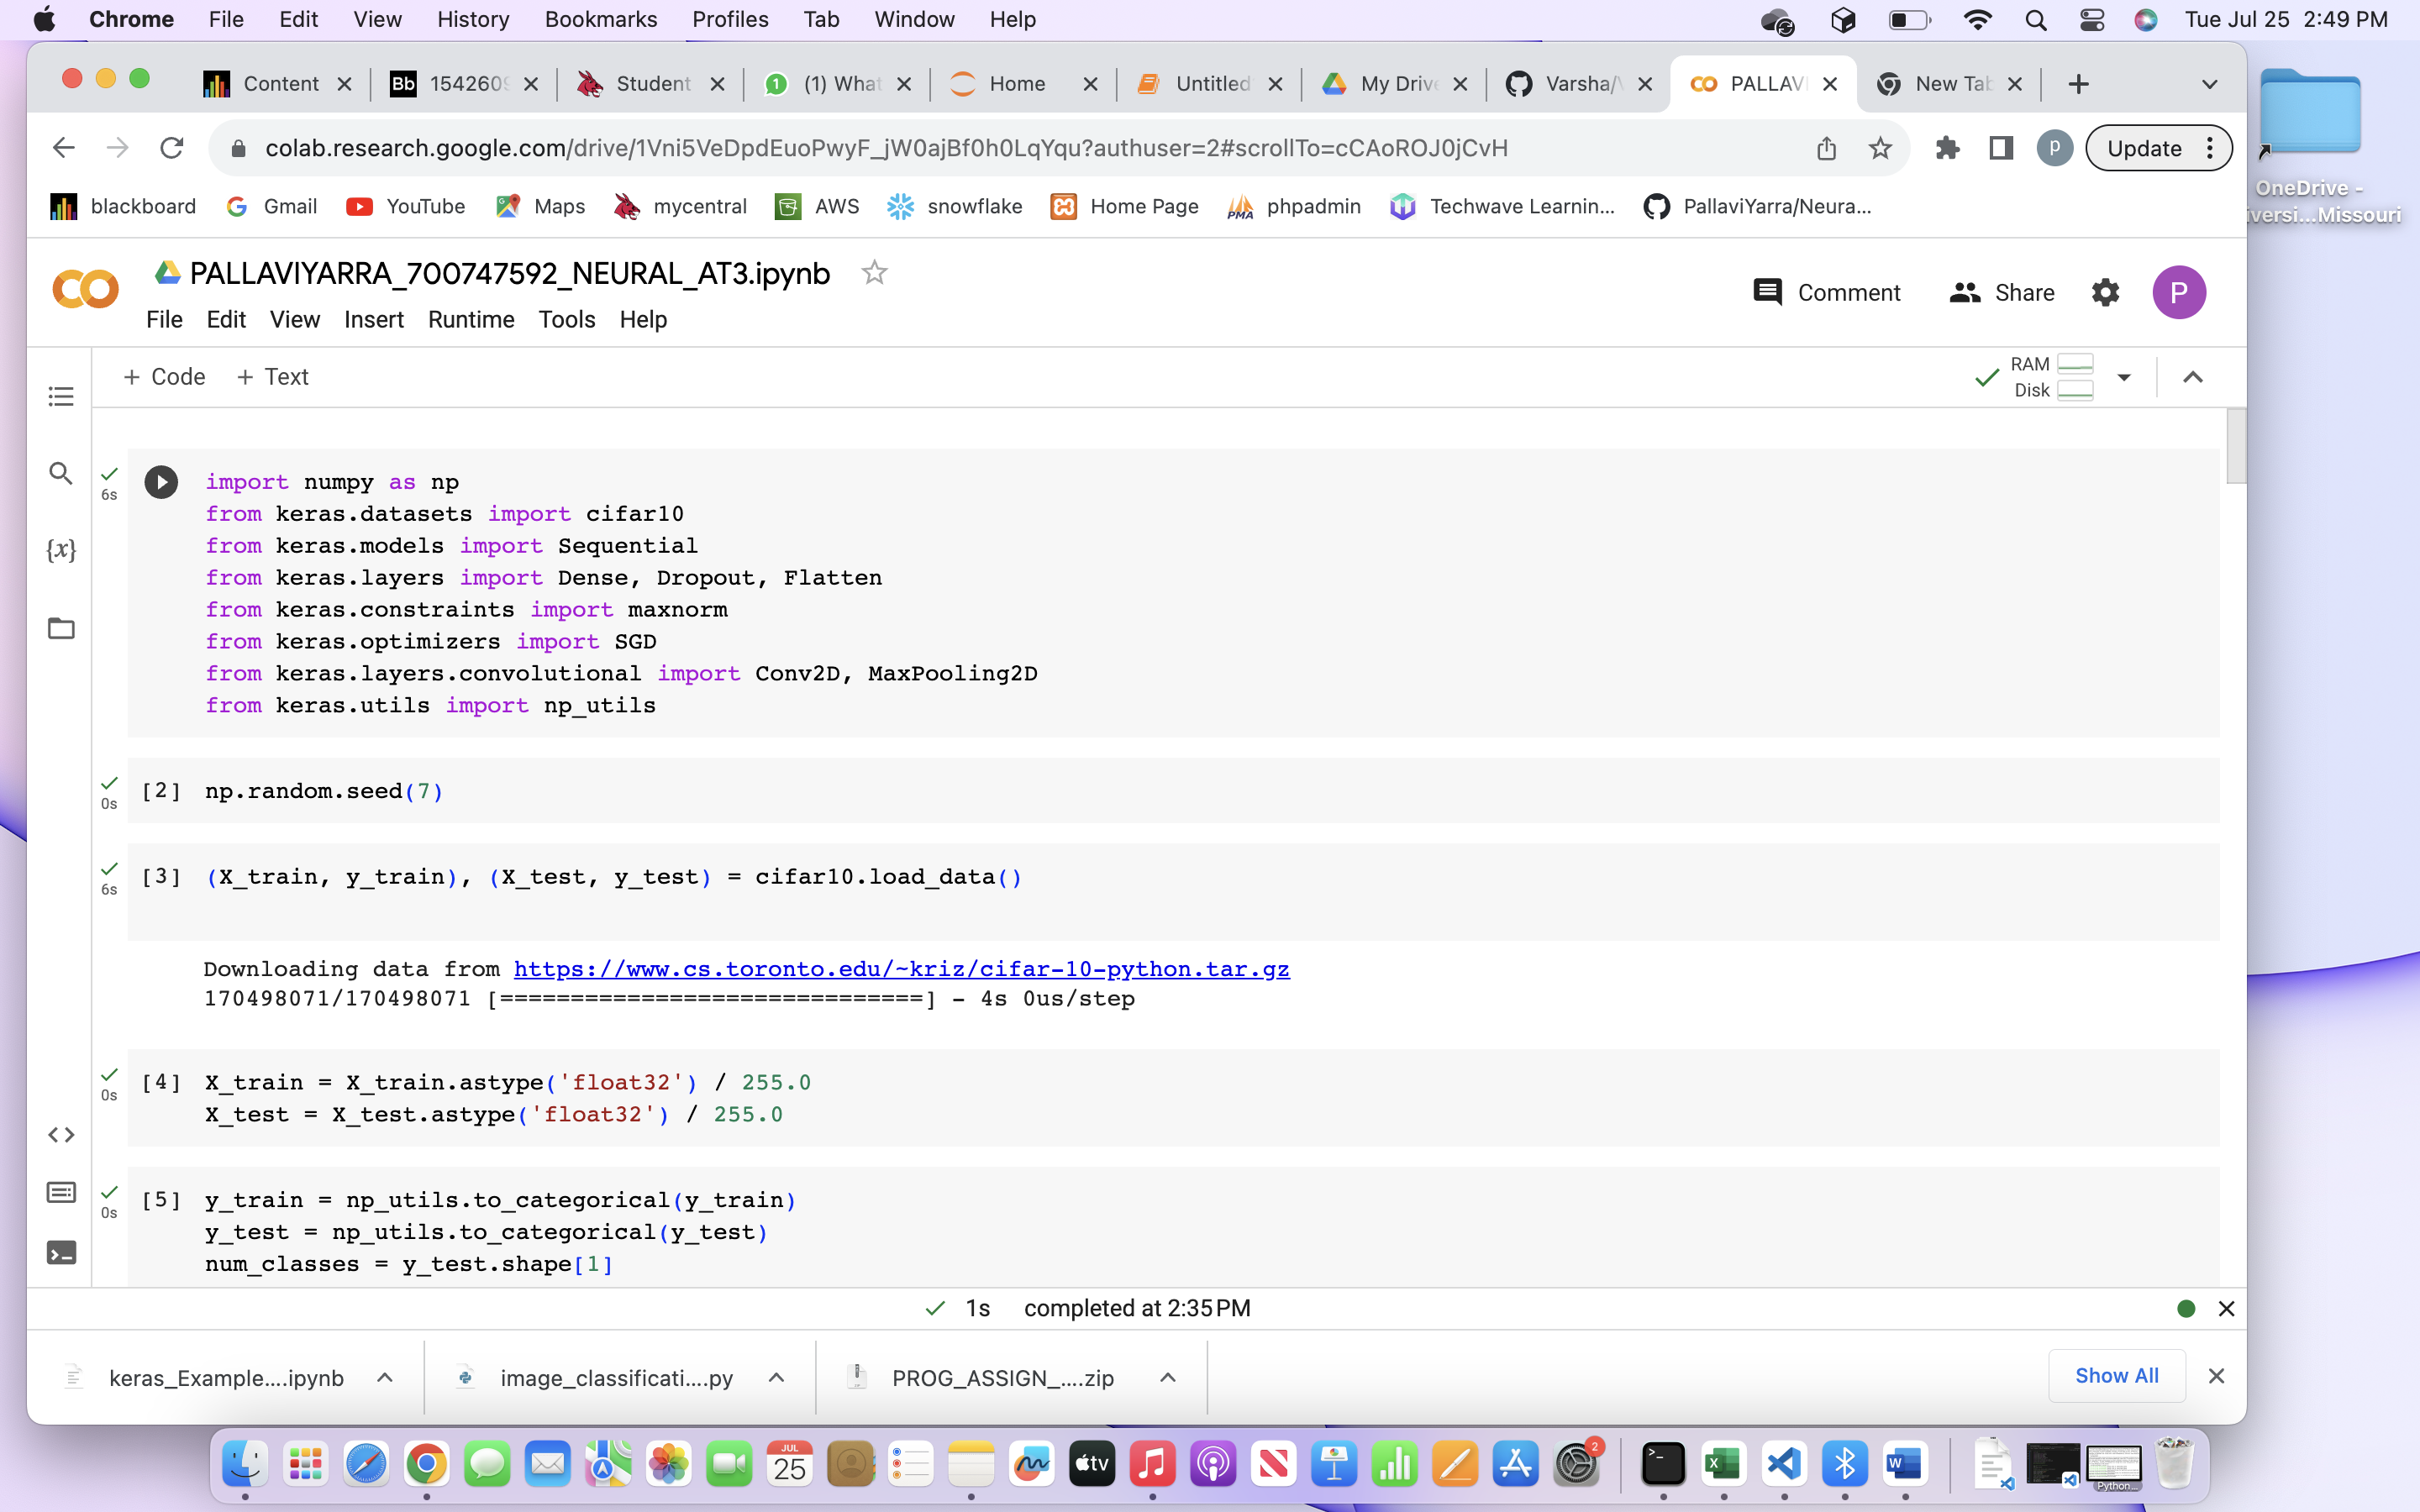 Chrome File Edit View History Bookmarks Profiles Tab Window Help Tue Jul 25 2:49 PM
Content Bb 154260 Student 1 (1) What Home Untitled My Drive Varsha/ PALLAVI New Tab
colab.research.google.com/drive/1Vni5VeDpdEuoPwyF_jW0ajBf0h0LqYqu?authuser=2#scrollTo=cCAoROJ0jCvH p Update
OneDrive -
iversi...Missouri
blackboard Gmail YouTube Maps mycentral AWS snowflake Home Page PMA phpadmin Techwave Learnin... PallaviYarra/Neura...
PALLAVIYARRA_700747592_NEURAL_AT3.ipynb
Comment Share P
File Edit View Insert Runtime Tools Help
+ Code + Text
RAM
Disk
6s
import numpy as np
from keras.datasets import cifar10
from keras.models import Sequential
from keras.layers import Dense, Dropout, Flatten
from keras.constraints import maxnorm
from keras.optimizers import SGD
from keras.layers.convolutional import Conv2D, MaxPooling2D
from keras.utils import np_utils
0s
[2] np.random.seed(7)
6s
[3] (X_train, y_train), (X_test, y_test) = cifar10.load_data()
Downloading data from https://www.cs.toronto.edu/~kriz/cifar-10-python.tar.gz
170498071/170498071 [==============================] - 4s 0us/step
0s
[4] X_train = X_train.astype('float32') / 255.0
X_test = X_test.astype('float32') / 255.0
0s
[5] y_train = np_utils.to_categorical(y_train)
y_test = np_utils.to_categorical(y_test)
num_classes = y_test.shape[1]
1s completed at 2:35 PM
keras_Example....ipynb image_classificati....py PROG_ASSIGN_....zip Show All
JUL
25
tv
2
Python...